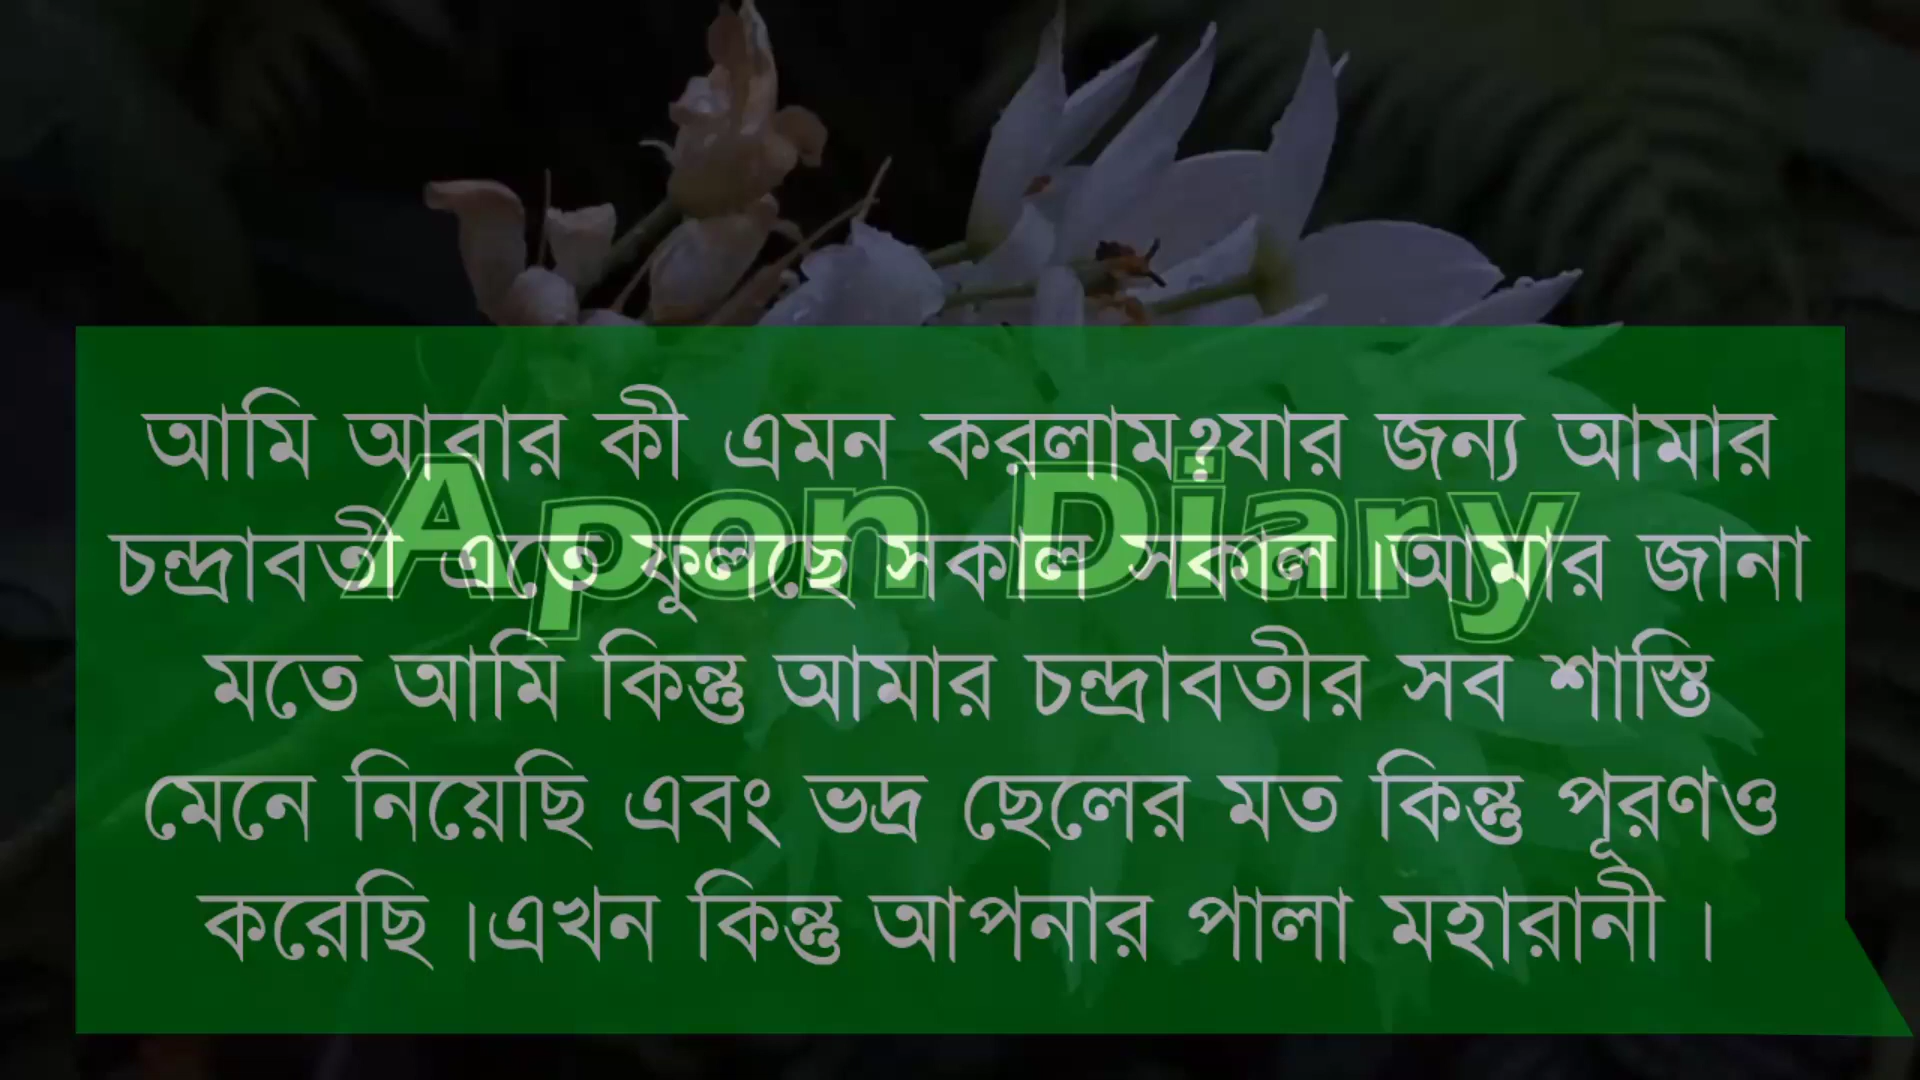 আমি আবার কী এমন করলাম?যার জন্য আমার
Apon Diary
চন্দ্রাবতী এতে ফুলছে সকাল সকাল ।আমার জানা
মতে আমি কিন্তু আমার চন্দ্রাবতীর সব শাস্তি
মেনে নিয়েছি এবং ভদ্র ছেলের মত কিন্তু পূরণও
করেছি ।এখন কিন্তু আপনার পালা মহারানী ।